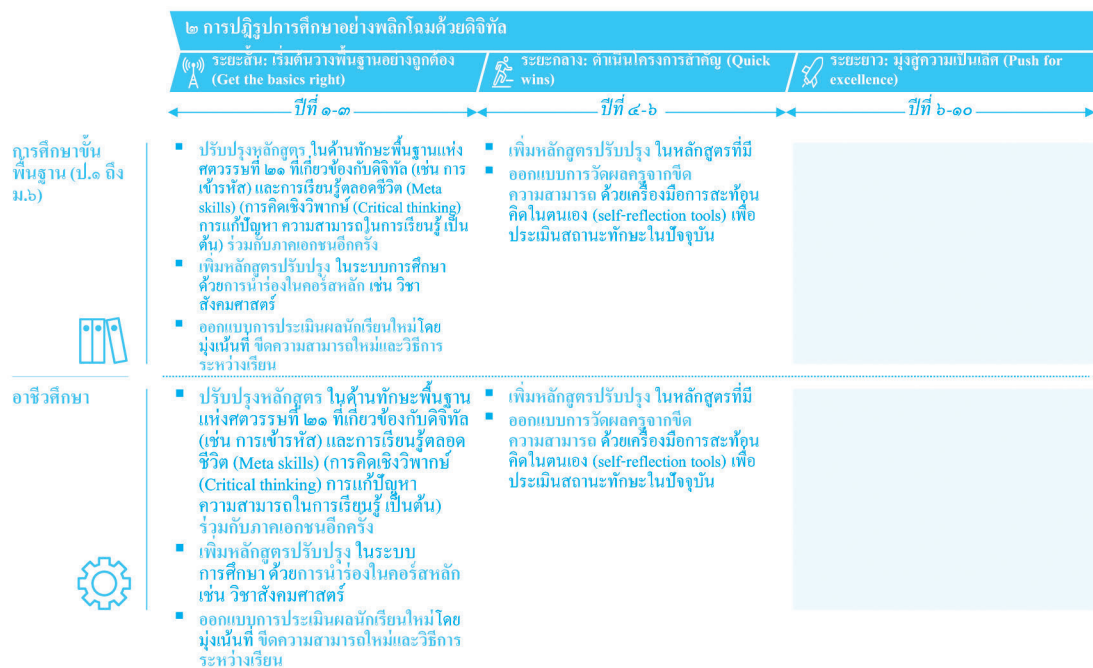 ๒ การปฏิรูปการศึกษาอย่างพลิกโฉมด้วยดิจิทัล
ระยะสั้น: เริ่มต้นวางพื้นฐานอย่างถูกต้อง
(Get the basics right)
ระยะกลาง: ดำเนินโครงการสำคัญ (Quick
wins)
ระยะยาว: มุ่งสู่ความเป็นเลิศ (Push for
excellence)
ปีที่ ๑-๓
ปีที่ ๔-๖
ปีที่ ๖-๑๐
การศึกษาขั้น
พื้นฐาน (ป.๑ ถึง
ม.๖)
ปรับปรุงหลักสูตร ในด้านทักษะพื้นฐานแห่ง
ศตวรรษที่ ๒๑ ที่เกี่ยวข้องกับดิจิทัล (เช่น การ
เข้ารหัส) และการเรียนรู้ตลอดชีวิต (Meta
skills) (การคิดเชิงวิพากษ์ (Critical thinking)
การแก้ปัญหา ความสามารถในการเรียนรู้ เป็น
ต้น) ร่วมกับภาคเอกชนอีกครั้ง
เพิ่มหลักสูตรปรับปรุง ในระบบการศึกษา
ด้วยการนำร่องในคอร์สหลัก เช่น วิชา
สังคมศาสตร์
ออกแบบการประเมินผลนักเรียนใหม่โดย
มุ่งเน้นที่ ขีดความสามารถใหม่และวิธีการ
ระหว่างเรียน
เพิ่มหลักสูตรปรับปรุง ในหลักสูตรที่มี
ออกแบบการวัดผลครูจากขีด
ความสามารถ ด้วยเครื่องมือการสะท้อน
คิดในตนเอง (self-reflection tools) เพื่อ
ประเมินสถานะทักษะในปัจจุบัน
อาชีวศึกษา
ปรับปรุงหลักสูตร ในด้านทักษะพื้นฐาน
แห่งศตวรรษที่ ๒๑ ที่เกี่ยวข้องกับดิจิทัล
(เช่น การเข้ารหัส) และการเรียนรู้ตลอด
ชีวิต (Meta skills) (การคิดเชิงวิพากษ์
(Critical thinking) การแก้ปัญหา
ความสามารถในการเรียนรู้ เป็นต้น)
ร่วมกับภาคเอกชนอีกครั้ง
เพิ่มหลักสูตรปรับปรุง ในระบบ
การศึกษา ด้วยการนำร่องในคอร์สหลัก
เช่น วิชาสังคมศาสตร์
ออกแบบการประเมินผลนักเรียนใหม่โดย
มุ่งเน้นที่ ขีดความสามารถใหม่และวิธีการ
ระหว่างเรียน
เพิ่มหลักสูตรปรับปรุง ในหลักสูตรที่มี
ออกแบบการวัดผลครูจากขีด
ความสามารถ ด้วยเครื่องมือการสะท้อน
คิดในตนเอง (self-reflection tools) เพื่อ
ประเมินสถานะทักษะในปัจจุบัน